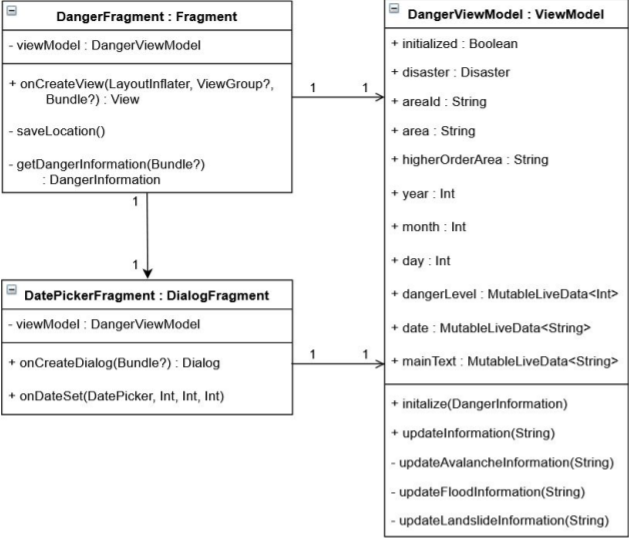 DangerFragment : Fragment
- viewModel : DangerViewModel
+ onCreateView(LayoutInflater, ViewGroup?,
Bundle?) : View
- saveLocation()
- getDangerInformation(Bundle?)
: DangerInformation
1
1
1
1
DatePickerFragment : DialogFragment
- viewModel : DangerViewModel
+ onCreateDialog(Bundle?) : Dialog
+ onDateSet(DatePicker, Int, Int, Int)
1
1
DangerViewModel : ViewModel
+ initialized : Boolean
+ disaster : Disaster
+ areaId : String
+ area : String
+ higherOrderArea : String
+ year : Int
+ month : Int
+ day : Int
+ dangerLevel : MutableLiveData<Int>
+ date : MutableLiveData<String>
+ mainText : MutableLiveData<String>
+ initalize(DangerInformation)
+ updateInformation(String)
- updateAvalancheInformation(String)
- updateFloodInformation(String)
- updateLandslideInformation(String)